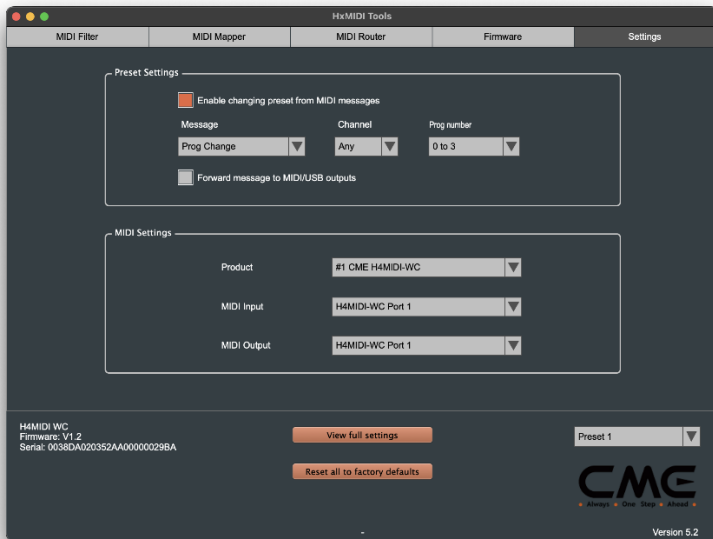 HxMIDI Tools
MIDI Filter MIDI Mapper MIDI Router Firmware Settings
Preset Settings
Enable changing preset from MIDI messages
Message Channel Prog number
Prog Change Any 0 to 3
Forward message to MIDI/USB outputs
MIDI Settings
Product #1 CME H4MIDI-WC
MIDI Input H4MIDI-WC Port 1
MIDI Output H4MIDI-WC Port 1
H4MIDI WC
Firmware: V1.2
Serial: 0038DA020352AA00000029BA
View full settings
Preset 1
Reset all to factory defaults
CME
Always One Step Ahead
-
Version 5.2